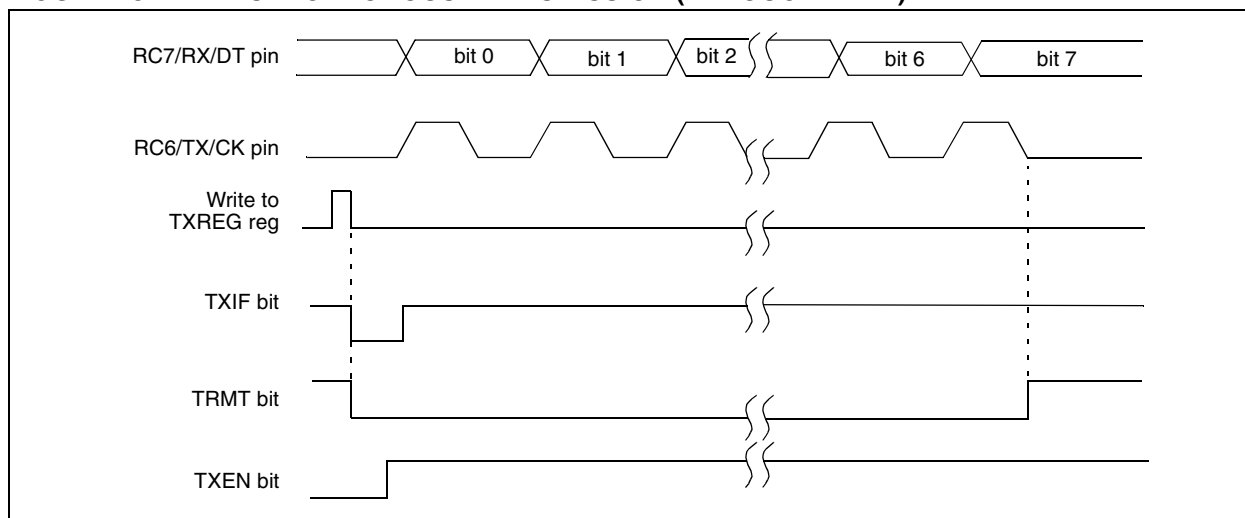 RC7/RX/DT pin
bit 0
bit 1
bit 2
bit 6
bit 7
RC6/TX/CK pin
Write to
TXREG reg
TXIF bit
TRMT bit
TXEN bit